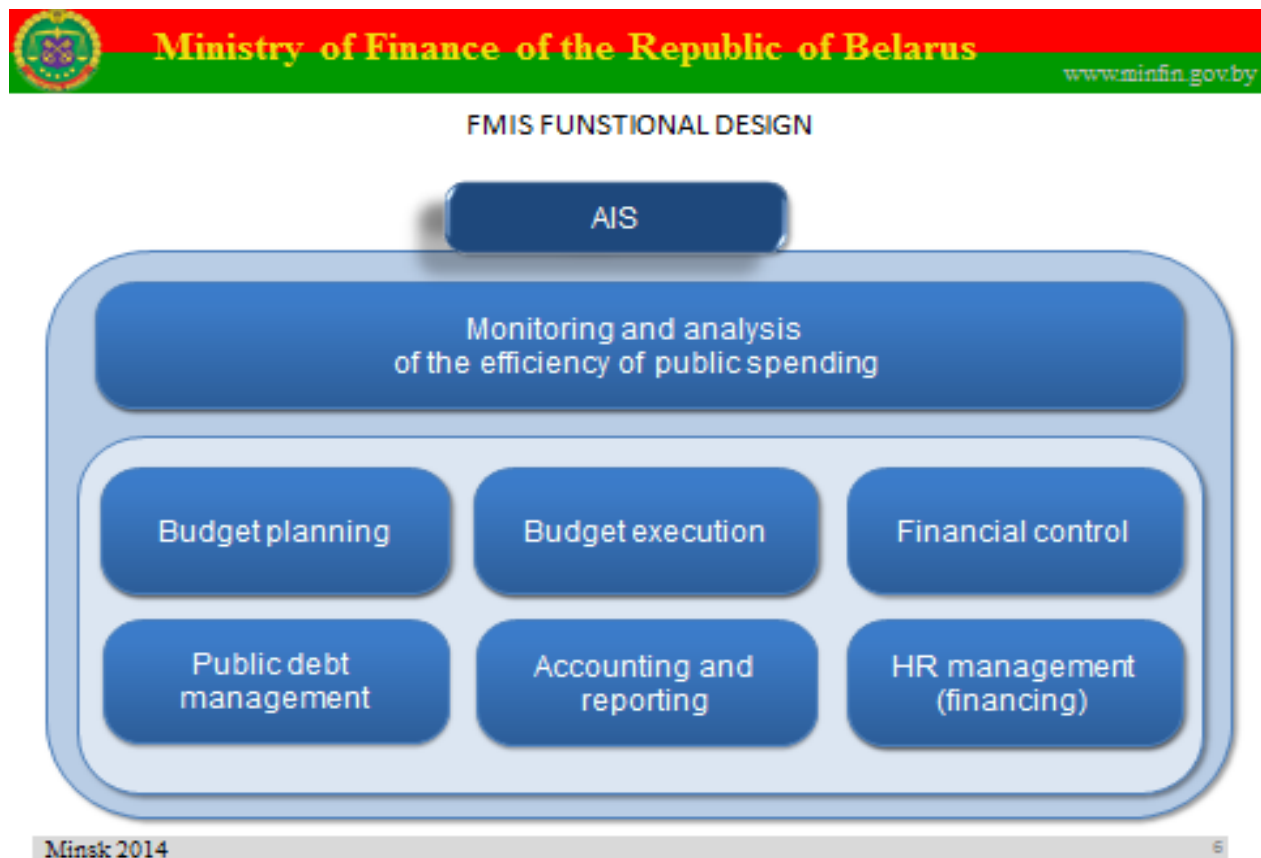 Ministry of Finance of the Republic of Belarus
www.minfin.gov.by
FMIS FUNSTIONAL DESIGN
AIS
Monitoring and analysis
of the efficiency of public spending
Budget planning
Budget execution
Financial control
Public debt
management
Accounting and
reporting
HR management
(financing)
Minsk 2014
6